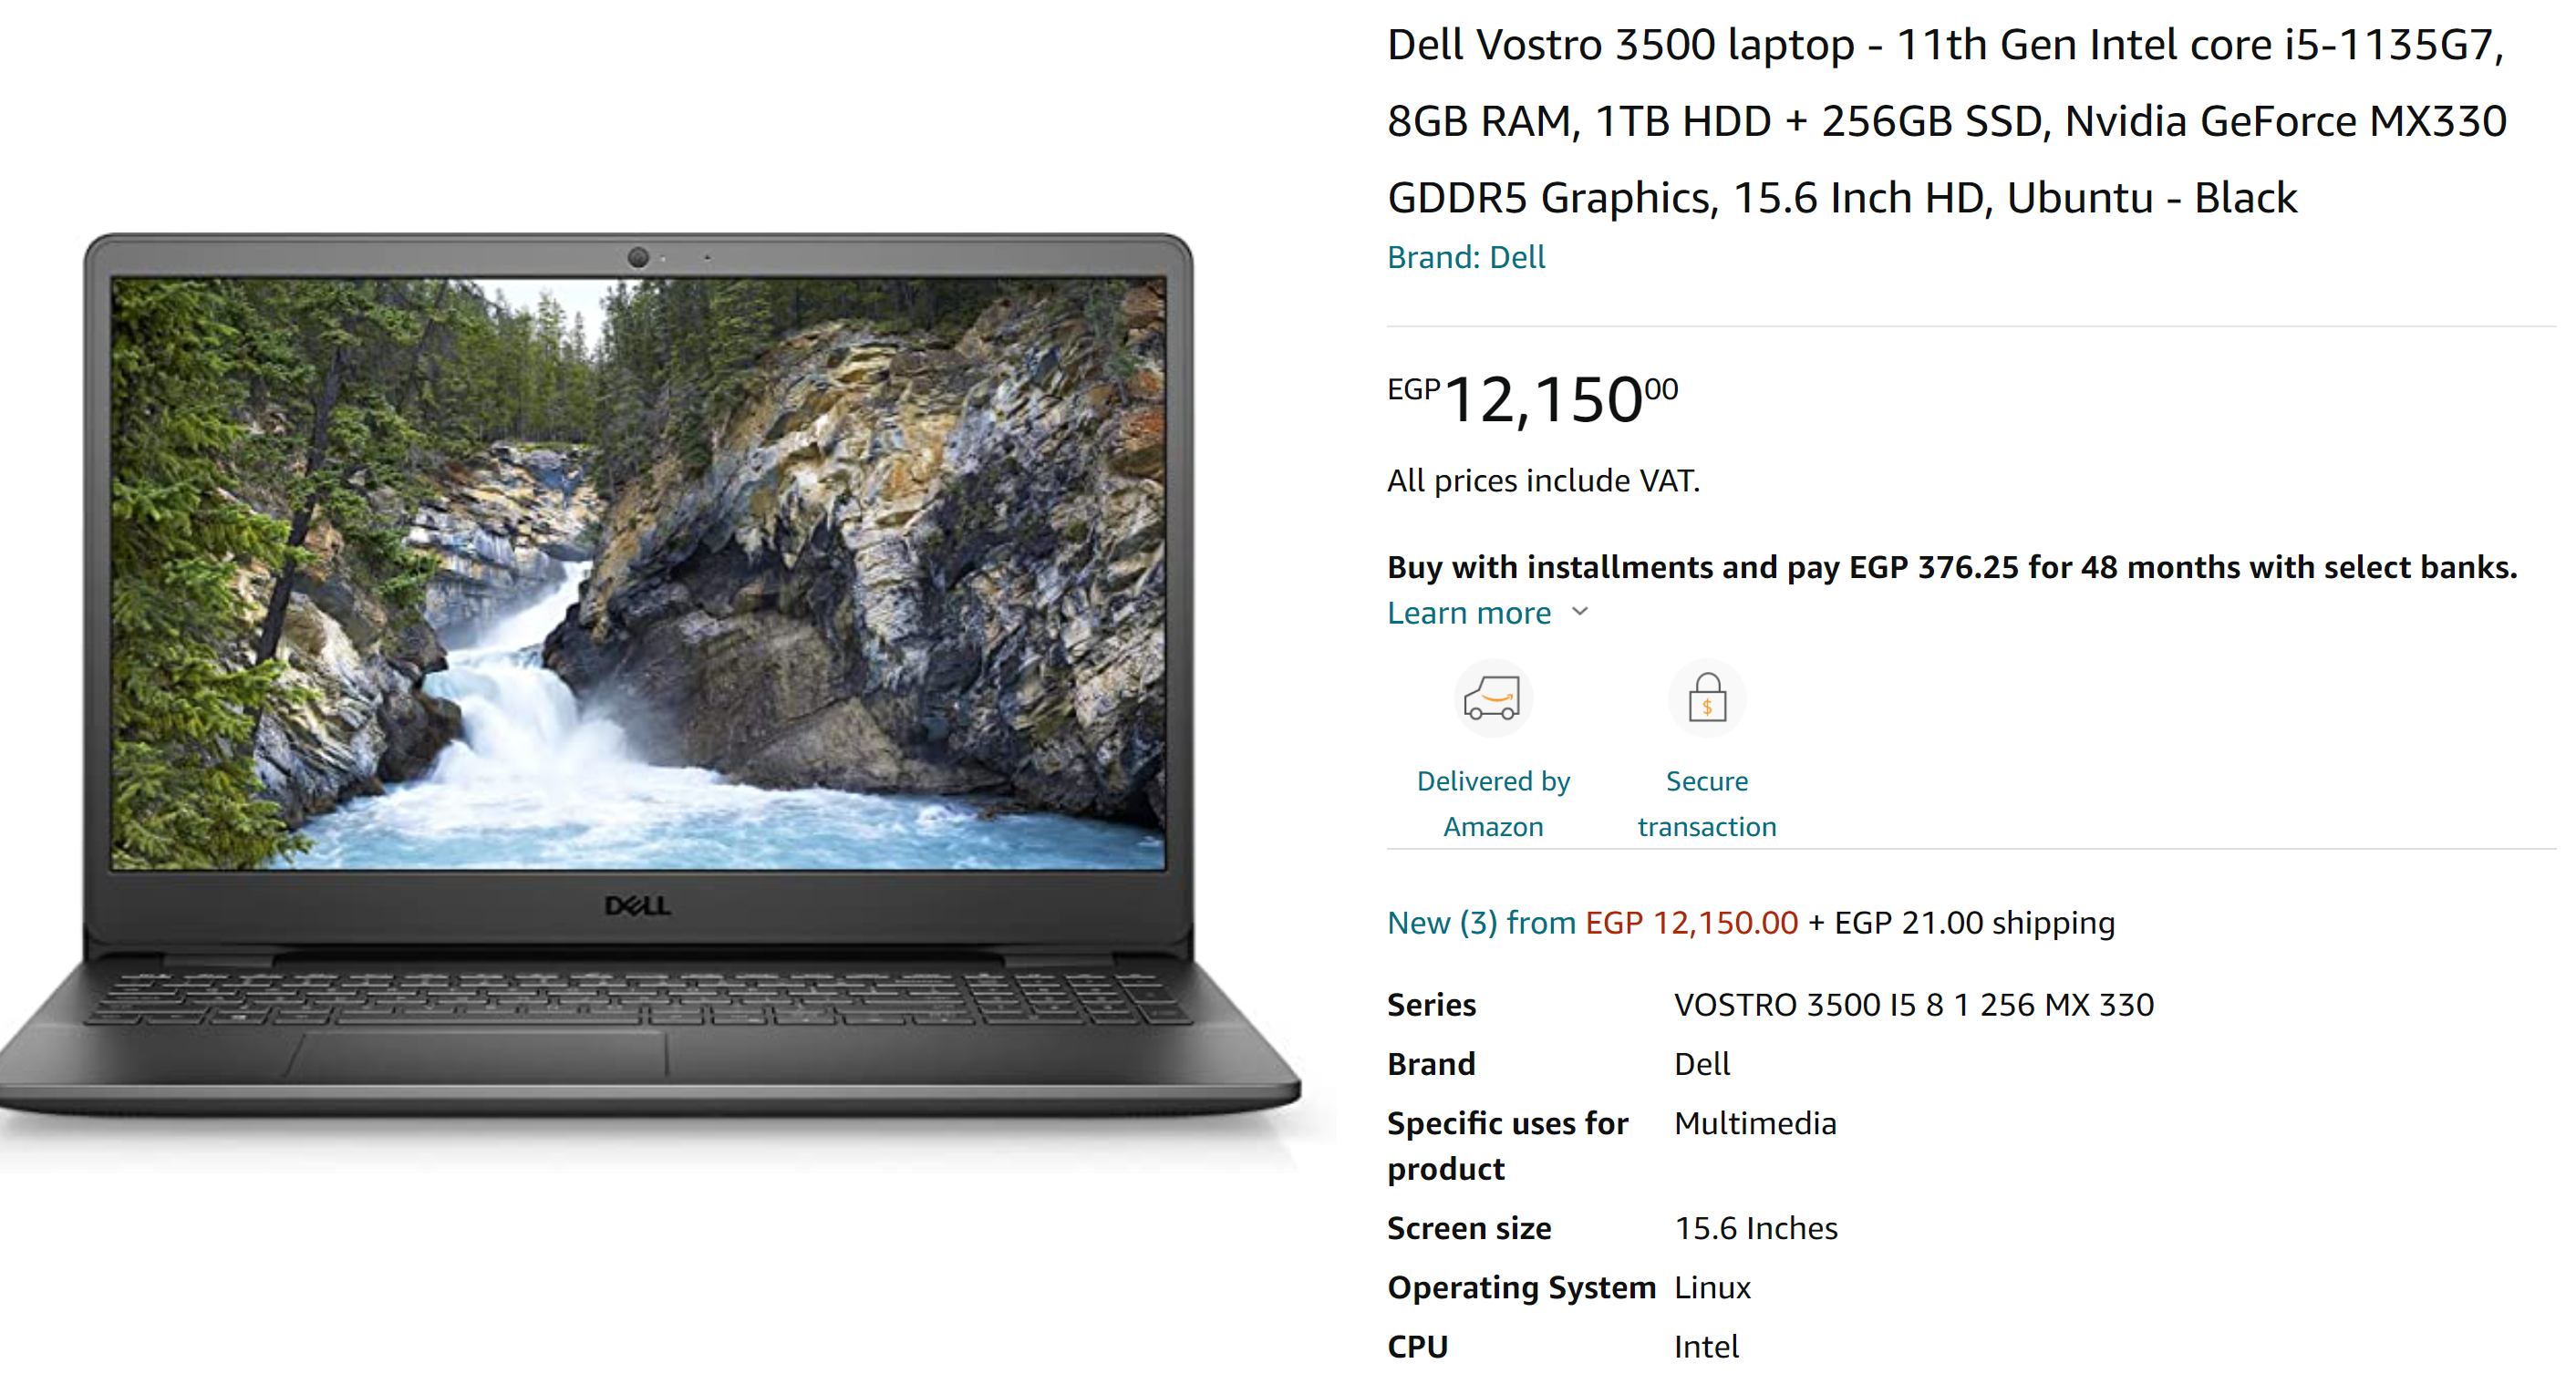 Dell Vostro 3500 laptop - 11th Gen Intel core i5-1135G7,
8GB RAM, 1TB HDD + 256GB SSD, Nvidia GeForce MX330
GDDR5 Graphics, 15.6 Inch HD, Ubuntu - Black
Brand: Dell
EGP12,15000
All prices include VAT.
Buy with installments and pay EGP 376.25 for 48 months with select banks.
Learn more
$
Delivered by Secure
Amazon transaction
DELL
New (3) from EGP 12,150.00 + EGP 21.00 shipping
Series VOSTRO 3500 I5 8 1 256 MX 330
Brand Dell
Specific uses for Multimedia
product
Screen size 15.6 Inches
Operating System Linux
CPU Intel